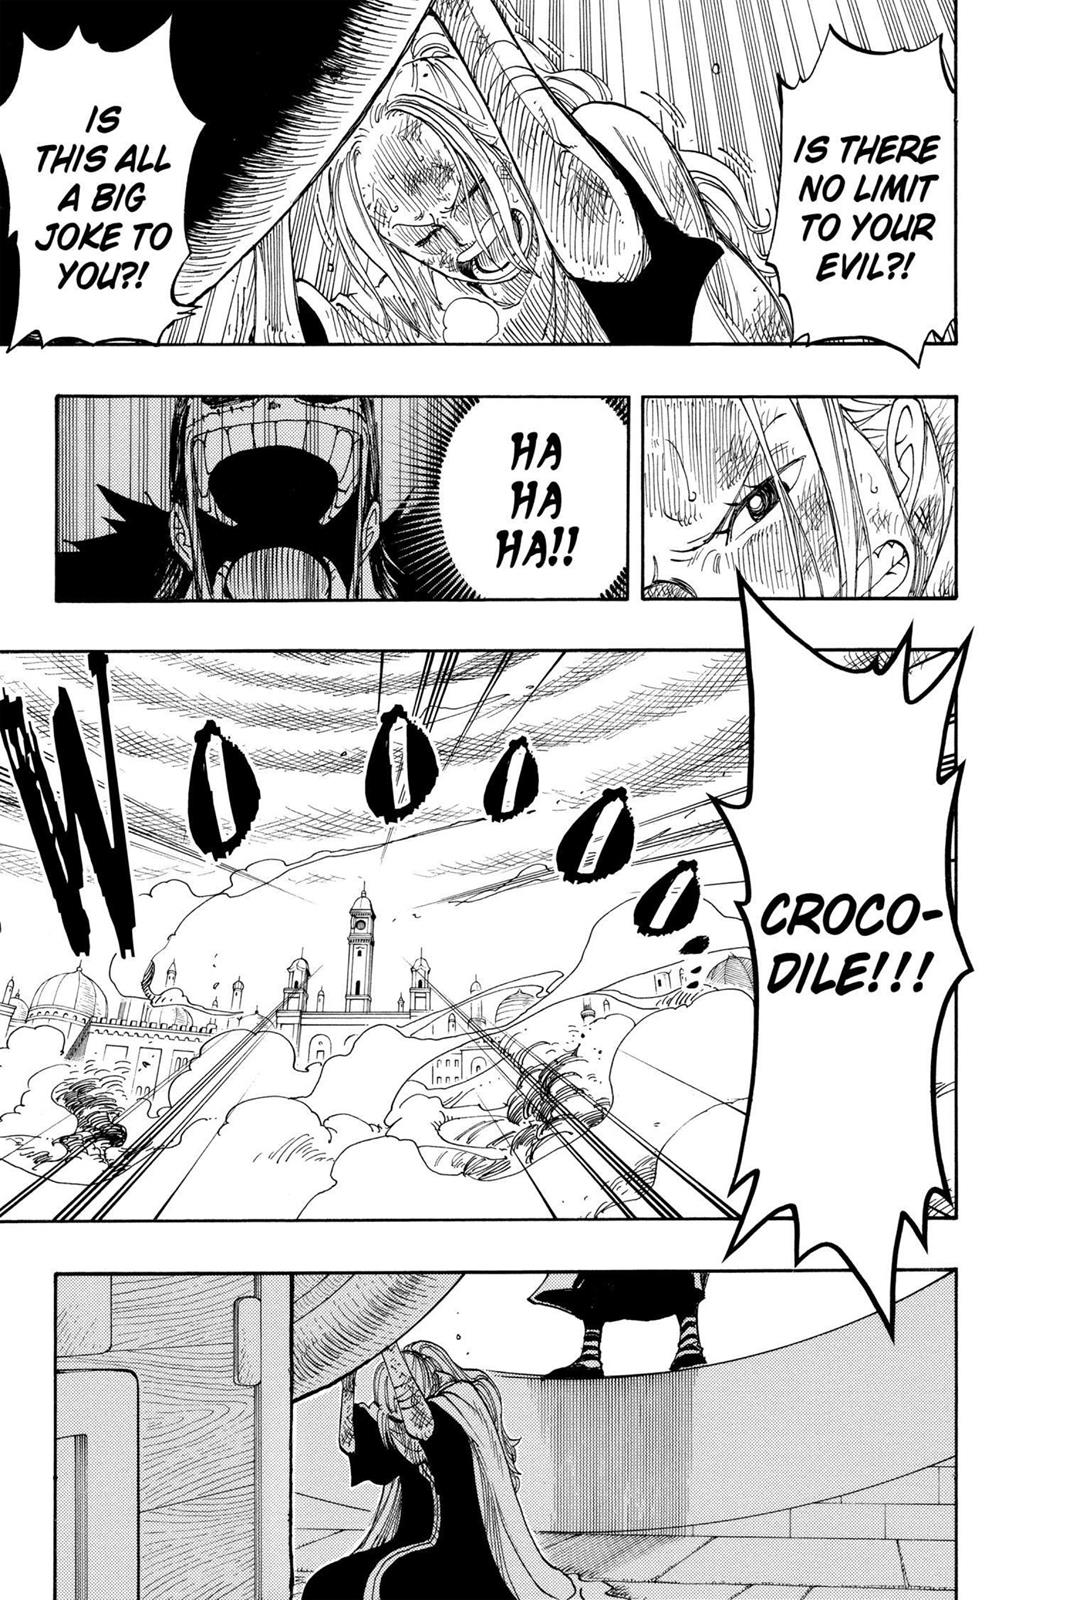 IS THERE
NO LIMIT
TO YOUR
EVIL?!
IS
THIS ALL
A BIG
JOKE TO
YOU?!
HA
HA
HA!!
CROCO-
DILE!!!